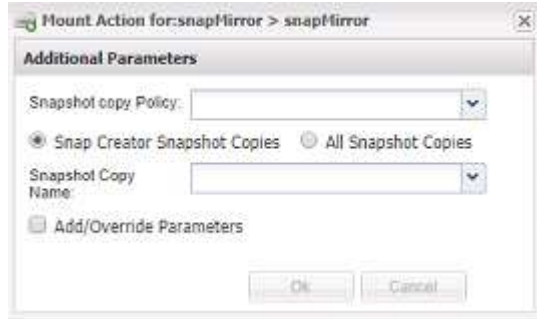 Mount Action for:snapMirror > snapMirror
Additional Parameters
Snapshot copy Policy:
Snap Creator Snapshot Copies All Snapshot Copies
Snapshot Copy
Name:
Add/Override Parameters
Ok Cancel